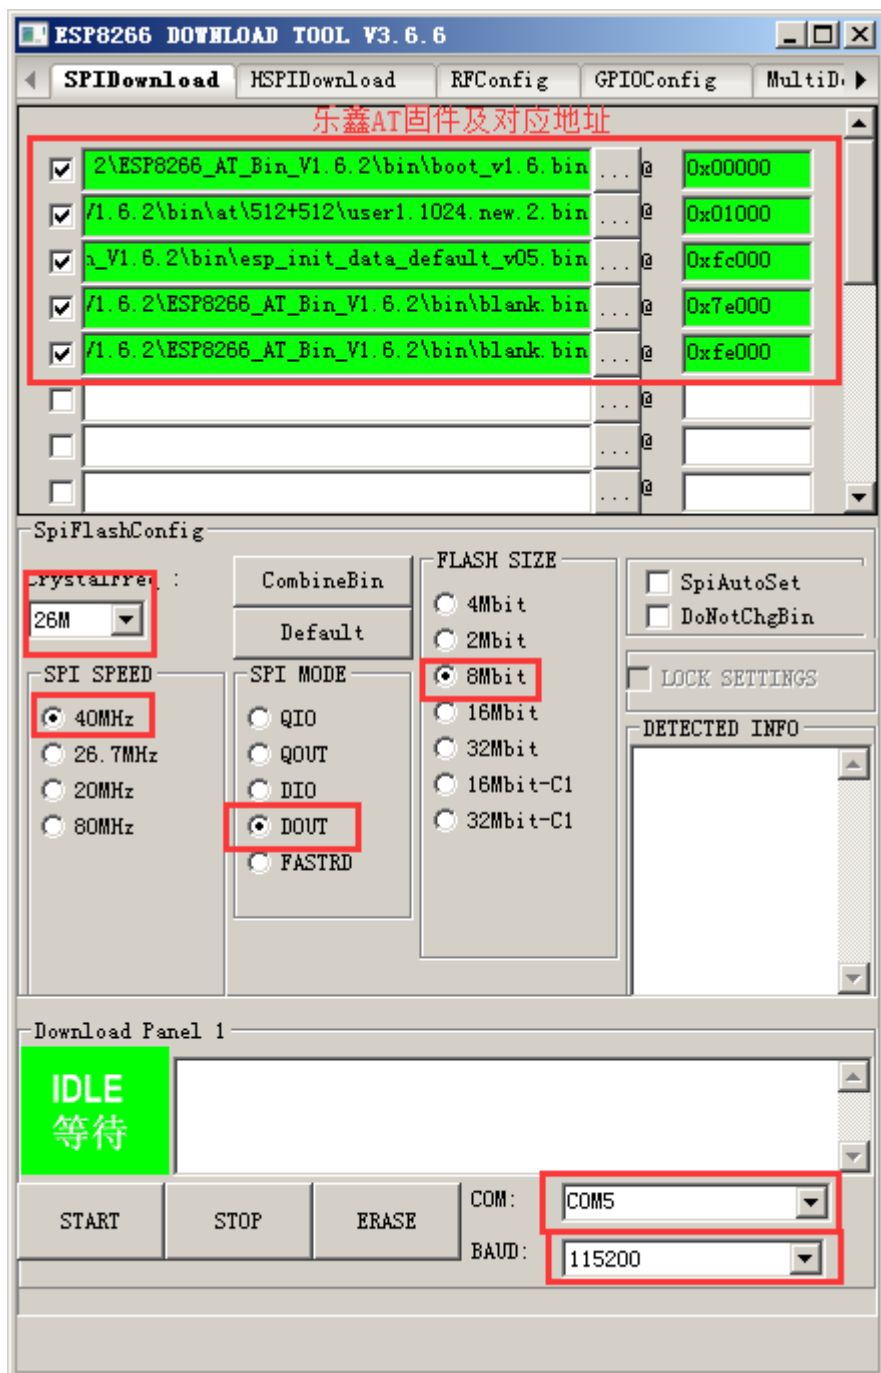 ESP8266 DOWNLOAD TOOL V3.6.6
SPIDownload HSPIDownload RFConfig GPIOConfig MultiD
乐鑫AT固件及对应地址
2\ESP8266_AT_Bin_V1.6.2\bin\boot_v1.6.bin ... @ 0x00000
/1.6.2\bin\at\512+512\user1.1024.new.2.bin ... @ 0x01000
_V1.6.2\bin\esp_init_data_default_v05.bin ... @ 0xfc000
/1.6.2\ESP8266_AT_Bin_V1.6.2\bin\blank.bin ... @ 0x7e000
/1.6.2\ESP8266_AT_Bin_V1.6.2\bin\blank.bin ... @ 0xfe000
... @
... @
... @
SpiFlashConfig
CrystalFreq :
26M
CombineBin
Default
SPI SPEED
40MHz
26.7MHz
20MHz
80MHz
SPI MODE
QIO
QOUT
DIO
DOUT
FASTRD
FLASH SIZE
4Mbit
2Mbit
8Mbit
16Mbit
32Mbit
16Mbit-C1
32Mbit-C1
SpiAutoSet
DoNotChgBin
LOCK SETTINGS
DETECTED INFO
Download Panel 1
IDLE
等待
START STOP ERASE
COM: COM5
BAUD: 115200